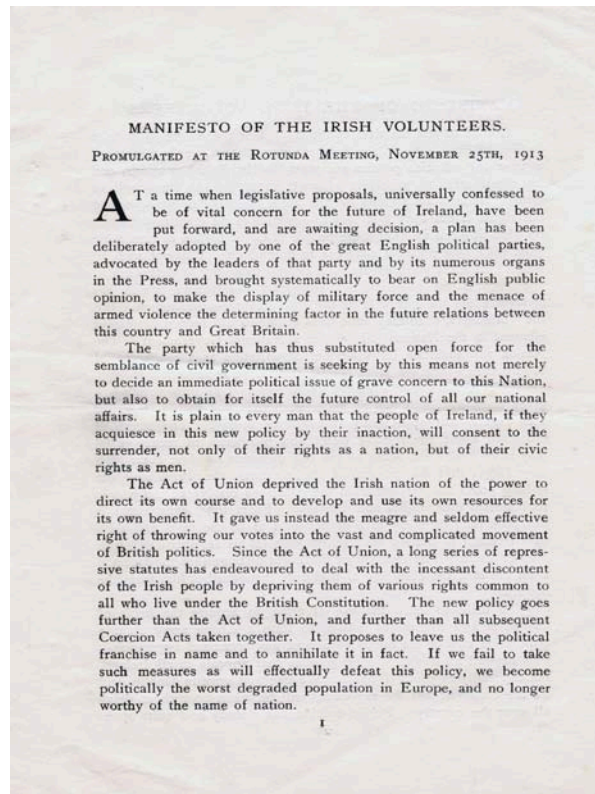 MANIFESTO OF THE IRISH VOLUNTEERS.
PROMULGATED AT THE ROTUNDA MEETING, NOVEMBER 25TH, 1913
AT a time when legislative proposals, universally confessed to
be of vital concern for the future of Ireland, have been
put forward, and are awaiting decision, a plan has been
deliberately adopted by one of the great English political parties,
advocated by the leaders of that party and by its numerous organs
in the Press, and brought systematically to bear on English public
opinion, to make the display of military force and the menace of
armed violence the determining factor in the future relations between
this country and Great Britain.
The party which has thus substituted open force for the
semblance of civil government is seeking by this means not merely
to decide an immediate political issue of grave concern to this Nation,
but also to obtain for itself the future control of all our national
affairs. It is plain to every man that the people of Ireland, if they
acquiesce in this new policy by their inaction, will consent to the
surrender, not only of their rights as a nation, but of their civic
rights as men.
The Act of Union deprived the Irish nation of the power to
direct its own course and to develop and use its own resources for
its own benefit. It gave us instead the meagre and seldom effective
right of throwing our votes into the vast and complicated movement
of British politics. Since the Act of Union, a long series of repres-
sive statutes has endeavoured to deal with the incessant discontent
of the Irish people by depriving them of various rights common to
all who live under the British Constitution. The new policy goes
further than the Act of Union, and further than all subsequent
Coercion Acts taken together. It proposes to leave us the political
franchise in name and to annihilate it in fact. If we fail to take
such measures as will effectually defeat this policy, we become
politically the worst degraded population in Europe, and no longer
worthy of the name of nation.
1